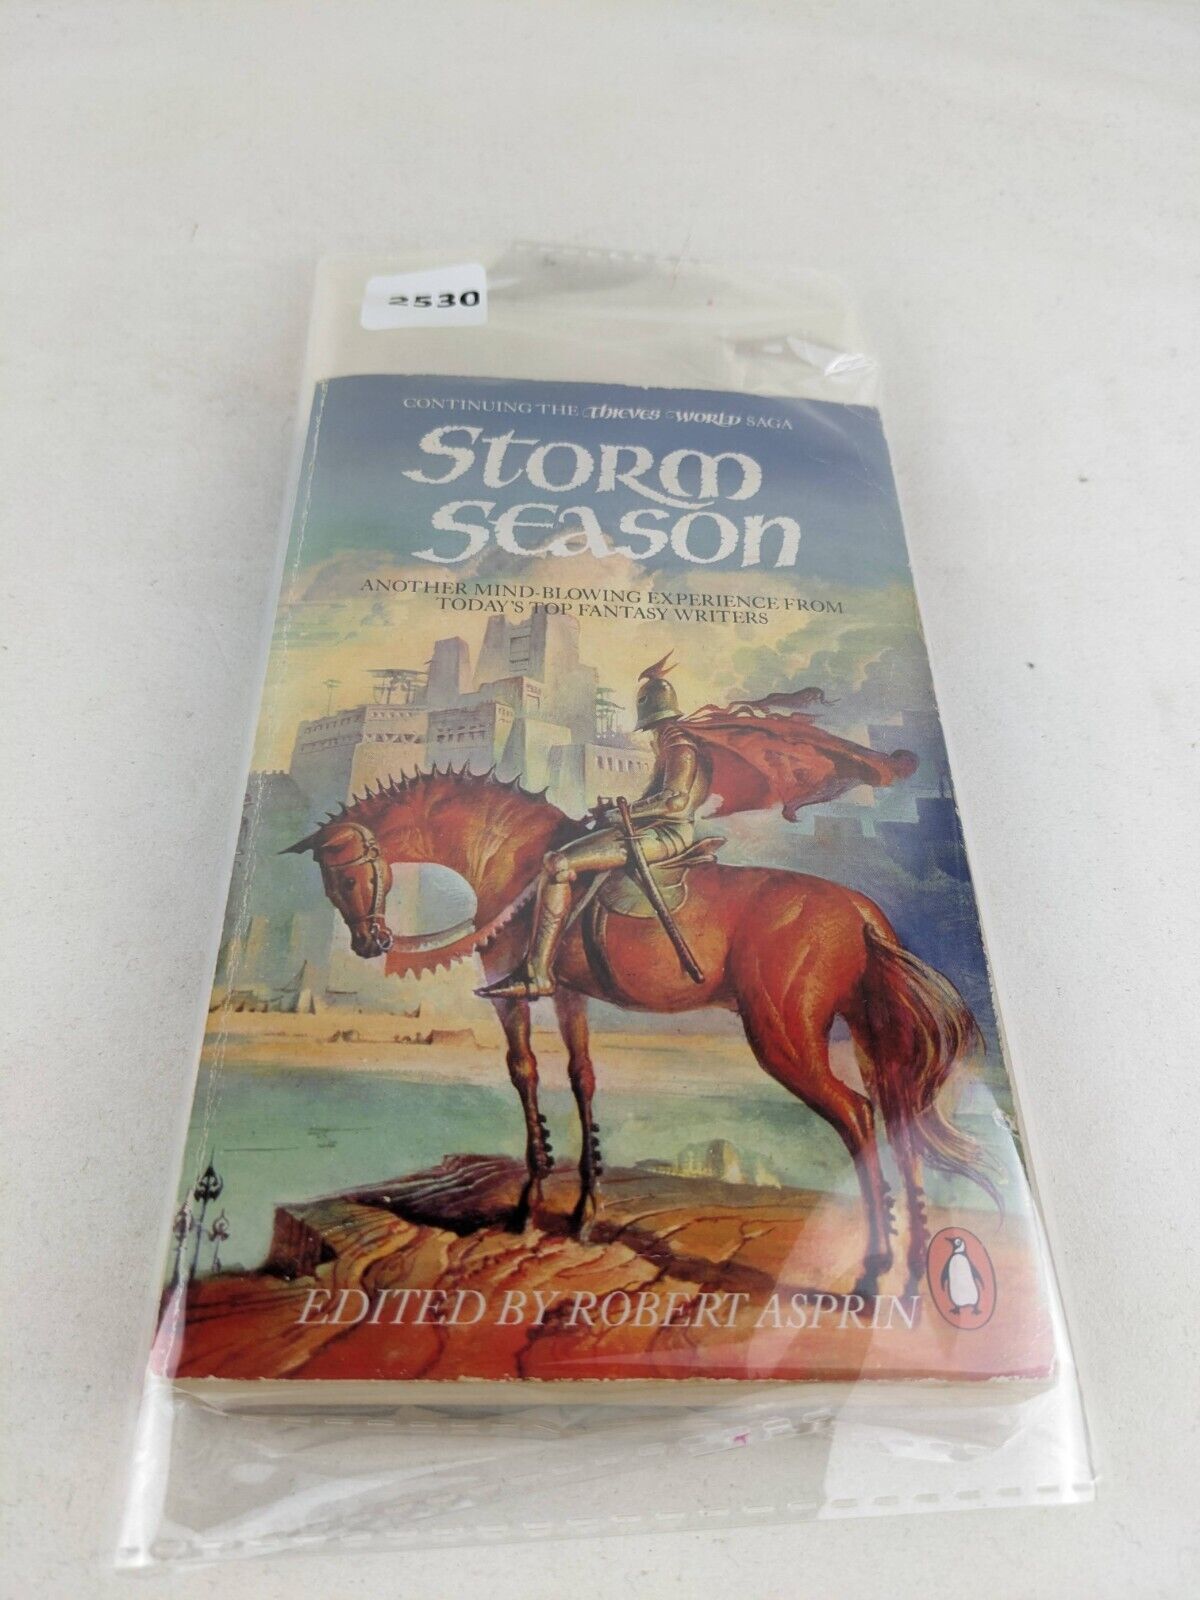 2530
CONTINUING THE THIEVES WORLD SAGA
STORM
SEASON
ANOTHER MIND-BLOWING EXPERIENCE FROM
TODAY'S TOP FANTASY WRITERS
EDITED BY ROBERT ASPRIN